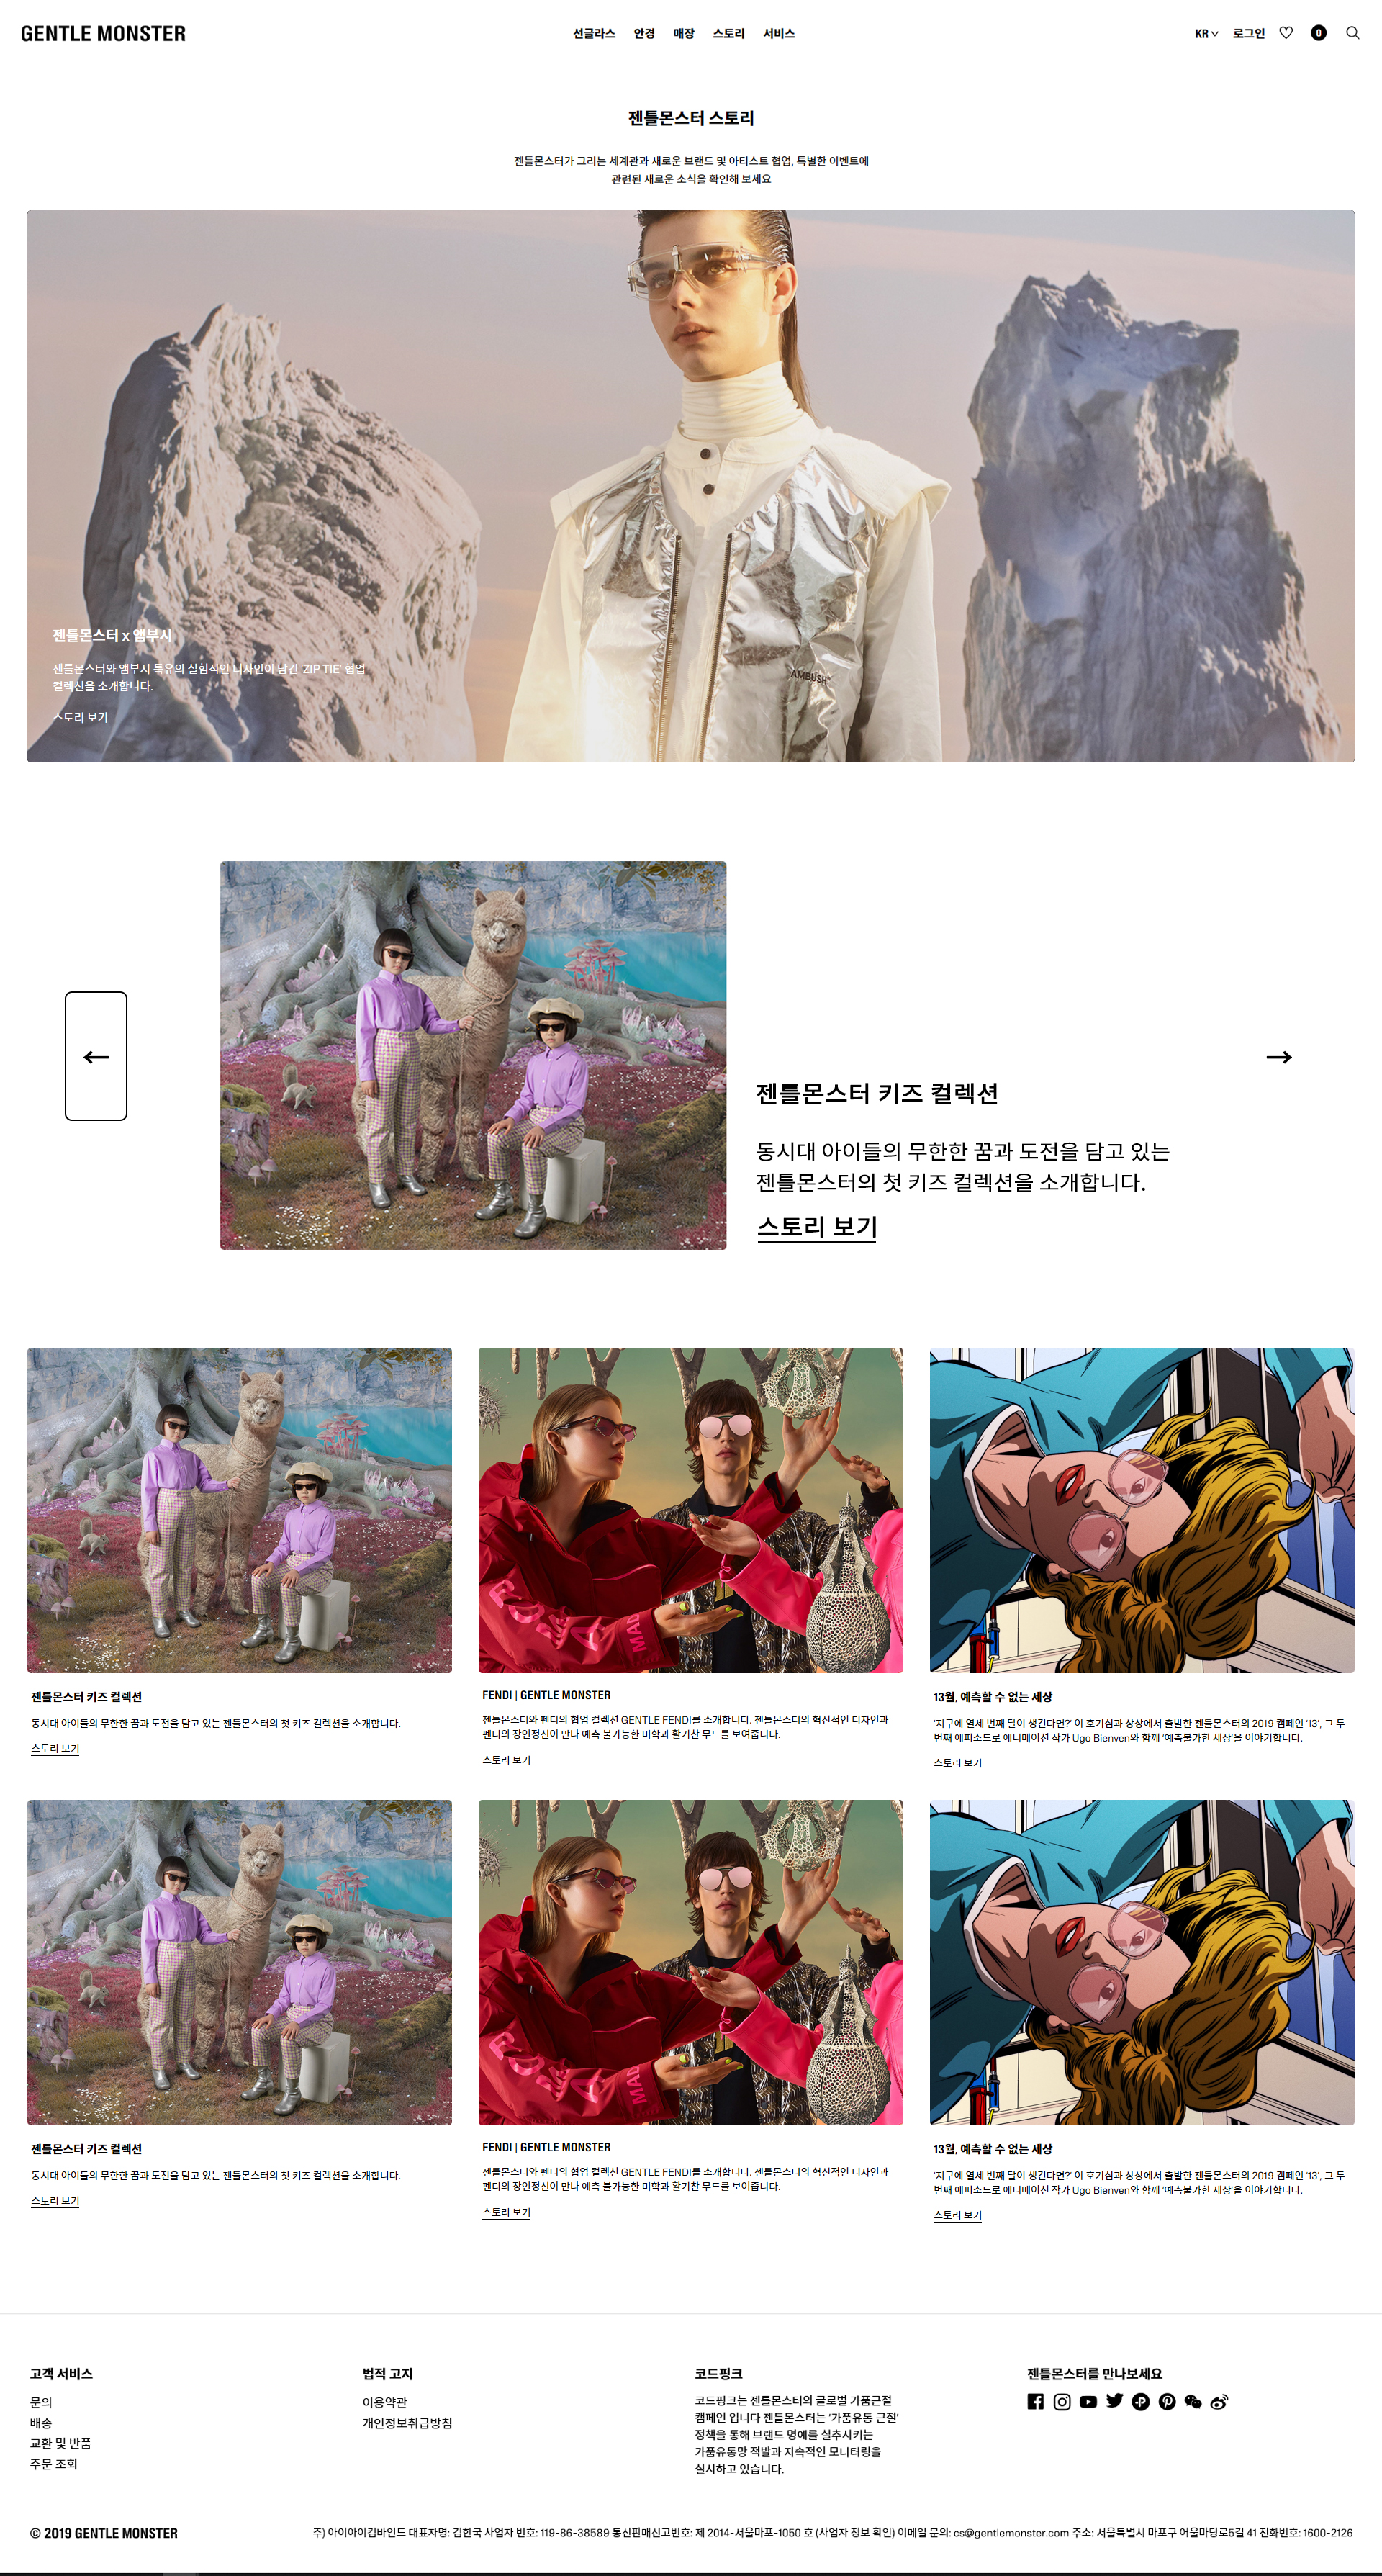 GENTLE MONSTER
선글라스 안경 매장 스토리 서비스
KR 로그인 0
젠틀몬스터 스토리
젠틀몬스터가 그리는 세계관과 새로운 브랜드 및 아티스트 협업, 특별한 이벤트에
관련된 새로운 소식을 확인해 보세요
AMBUSH
젠틀몬스터 x 앰부시
젠틀몬스터와 앰부시 특유의 실험적인 디자인이 담긴 'ZIP TIE' 협업
컬렉션을 소개합니다.
스토리 보기
젠틀몬스터 키즈 컬렉션
동시대 아이들의 무한한 꿈과 도전을 담고 있는
젠틀몬스터의 첫 키즈 컬렉션을 소개합니다.
스토리 보기
젠틀몬스터 키즈 컬렉션
동시대 아이들의 무한한 꿈과 도전을 담고 있는 젠틀몬스터의 첫 키즈 컬렉션을 소개합니다.
스토리 보기
FENDI | GENTLE MONSTER
젠틀몬스터와 펜디의 협업 컬렉션 GENTLE FENDI를 소개합니다. 젠틀몬스터의 혁신적인 디자인과
펜디의 장인정신이 만나 예측 불가능한 미학과 활기찬 무드를 보여줍니다.
스토리 보기
13월, 예측할 수 없는 세상
'지구에 열세 번째 달이 생긴다면?' 이 호기심과 상상에서 출발한 젠틀몬스터의 2019 캠페인 '13', 그 두
번째 에피소드로 애니메이션 작가 Ugo Bienven와 함께 '예측불가한 세상'을 이야기합니다.
스토리 보기
젠틀몬스터 키즈 컬렉션
동시대 아이들의 무한한 꿈과 도전을 담고 있는 젠틀몬스터의 첫 키즈 컬렉션을 소개합니다.
스토리 보기
FENDI | GENTLE MONSTER
젠틀몬스터와 펜디의 협업 컬렉션 GENTLE FENDI를 소개합니다. 젠틀몬스터의 혁신적인 디자인과
펜디의 장인정신이 만나 예측 불가능한 미학과 활기찬 무드를 보여줍니다.
스토리 보기
13월, 예측할 수 없는 세상
'지구에 열세 번째 달이 생긴다면?' 이 호기심과 상상에서 출발한 젠틀몬스터의 2019 캠페인 '13', 그 두
번째 에피소드로 애니메이션 작가 Ugo Bienven와 함께 '예측불가한 세상'을 이야기합니다.
스토리 보기
고객 서비스
문의
배송
교환 및 반품
주문 조회
법적 고지
이용약관
개인정보취급방침
코드핑크
코드핑크는 젠틀몬스터의 글로벌 가품근절
캠페인 입니다 젠틀몬스터는 '가품유통 근절'
정책을 통해 브랜드 명예를 실추시키는
가품유통망 적발과 지속적인 모니터링을
실시하고 있습니다.
젠틀몬스터를 만나보세요
© 2019 GENTLE MONSTER
주) 아이아이컴바인드 대표자명: 김한국 사업자 번호: 119-86-38589 통신판매신고번호: 제 2014-서울마포-1050 호 (사업자 정보 확인) 이메일 문의: cs@gentlemonster.com 주소: 서울특별시 마포구 어울마당로5길 41 전화번호: 1600-2126